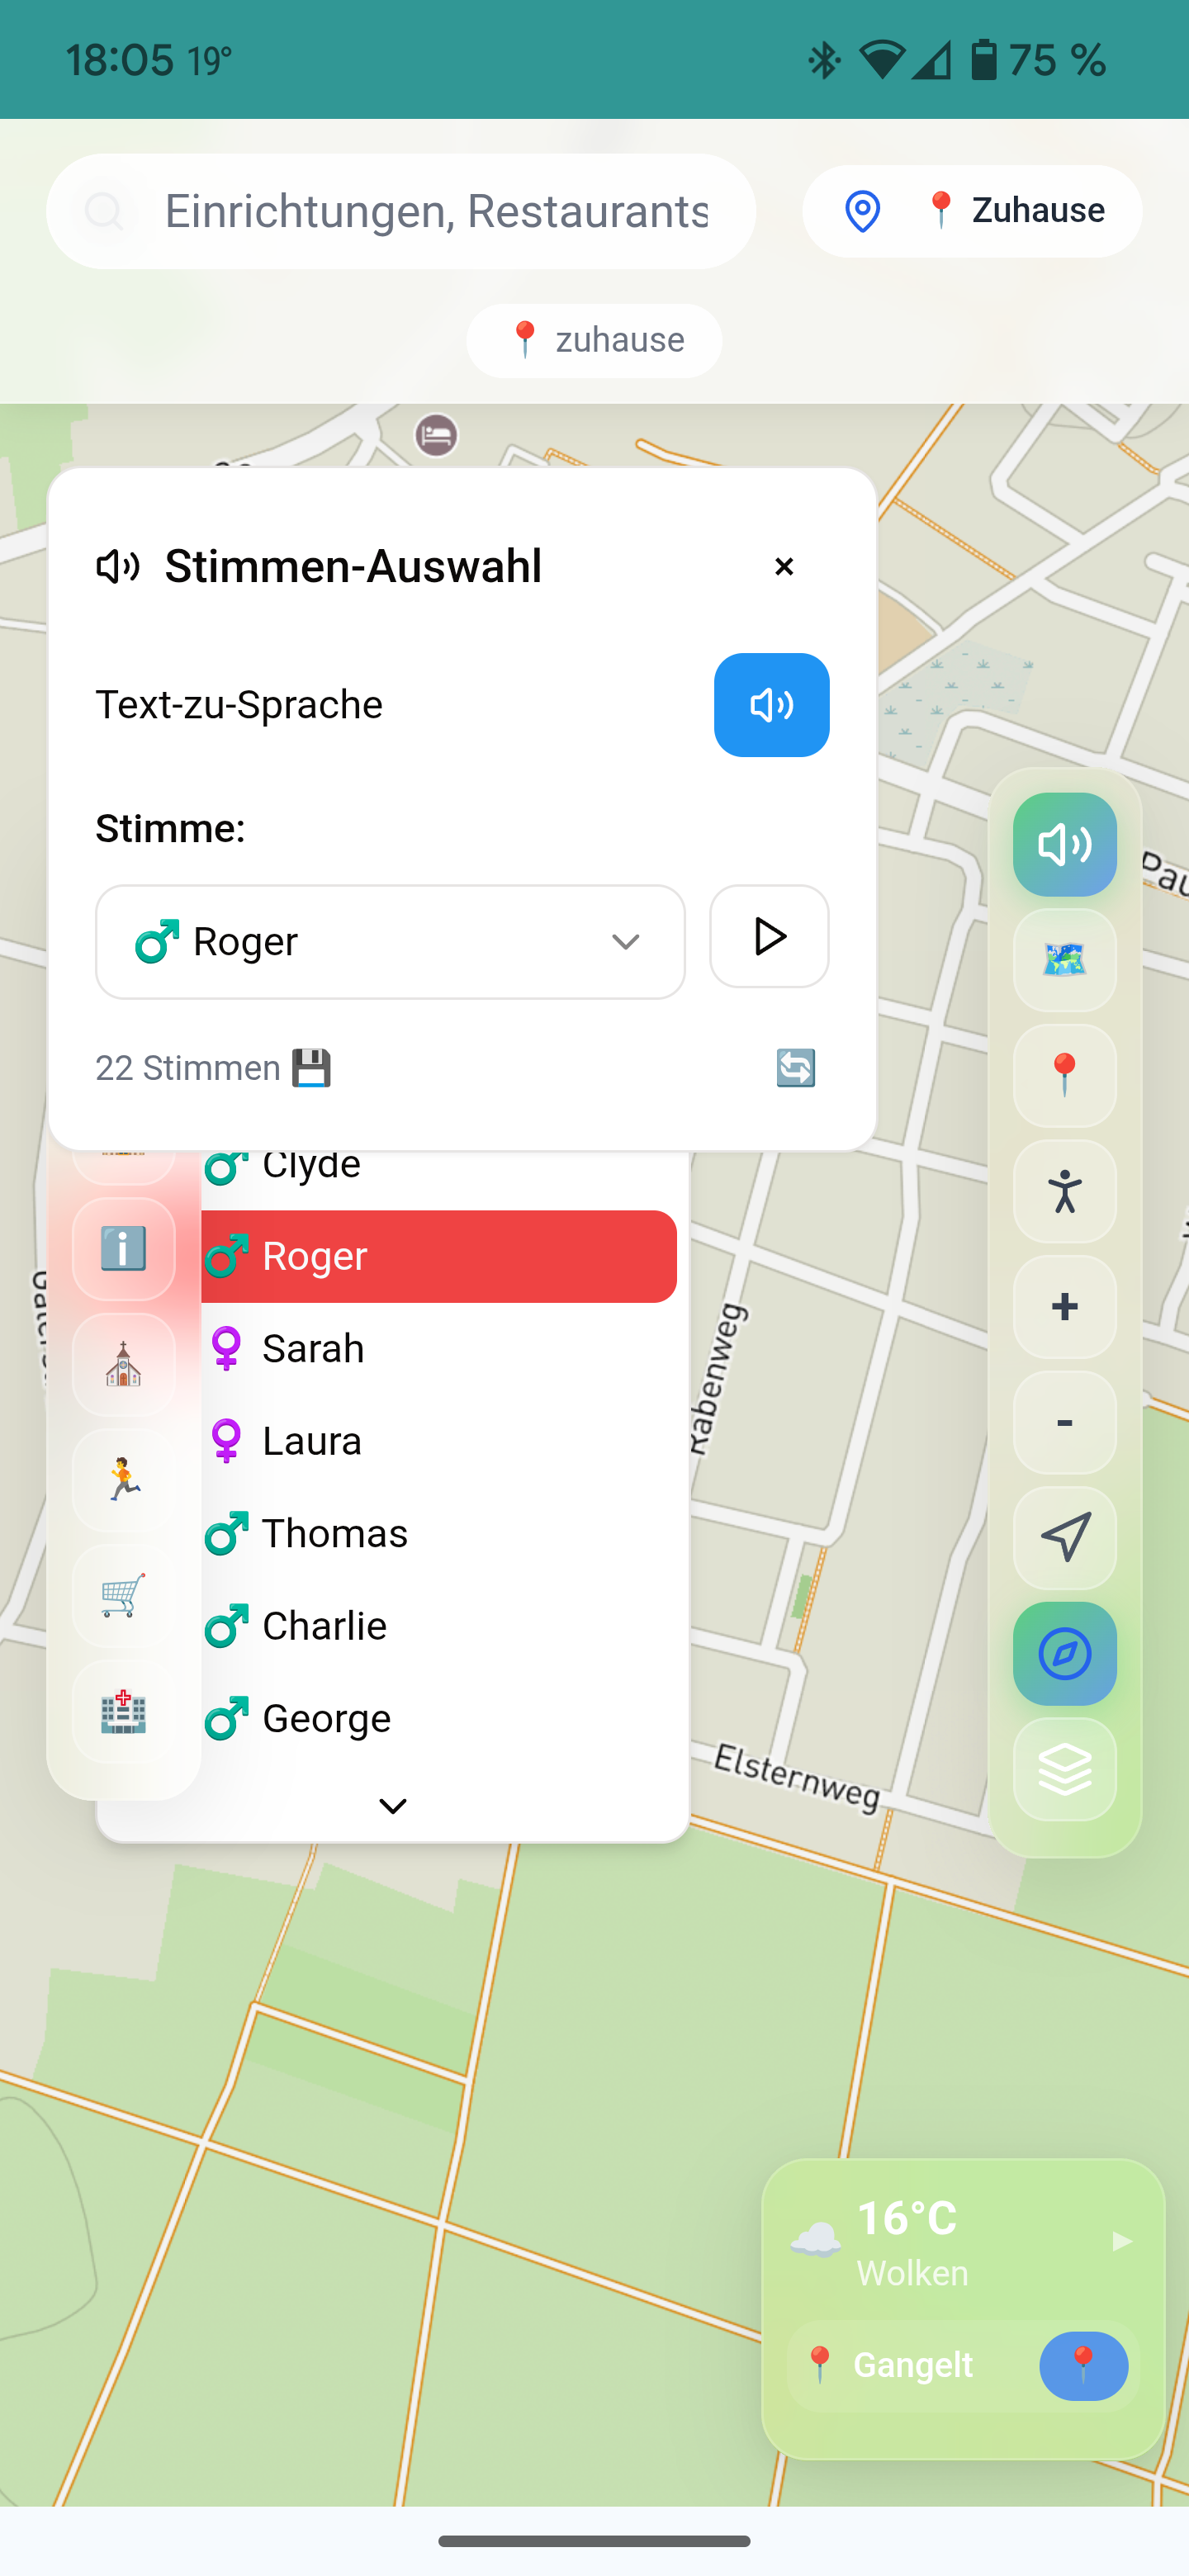 18:05 19°
75 %
Einrichtungen, Restaurants
📍 Zuhause
📍 zuhause
Stimmen-Auswahl
×
Text-zu-Sprache
Stimme:
♂ Roger
22 Stimmen 💾 🔄
Clyde
♂ Roger
♀ Sarah
♀ Laura
♂ Thomas
♂ Charlie
♂ George
+
-
Rabenweg
Elsternweg
16°C
Wolken
📍 Gangelt